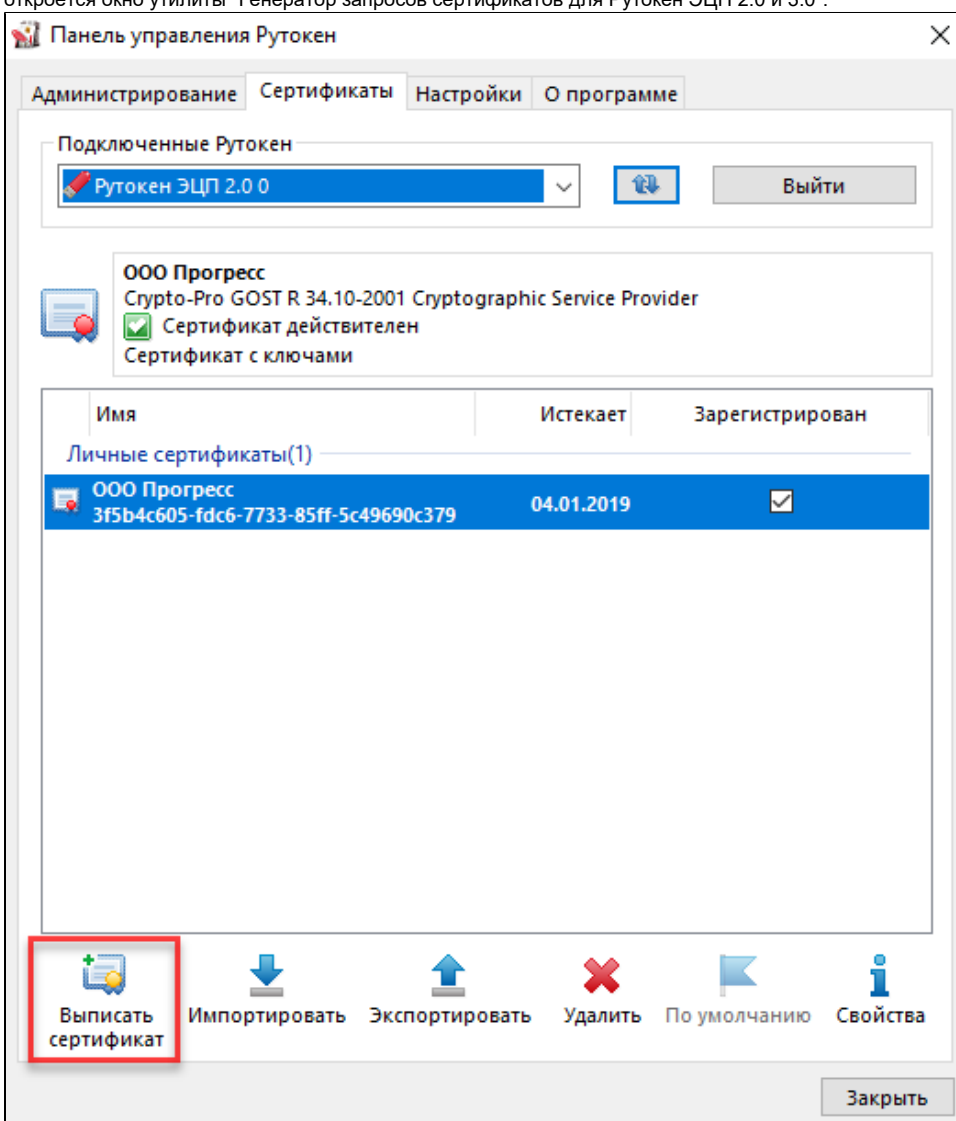 откроется окно утилиты "Генератор запросов сертификатов для Рутокен ЭЦП 2.0 и 3.0".
Панель управления Рутокен
Администрирование Сертификаты Настройки О программе
Подключенные Рутокен
Рутокен ЭЦП 2.0 0 Выйти
ООО Прогресс
Crypto-Pro GOST R 34.10-2001 Cryptographic Service Provider
Сертификат действителен
Сертификат с ключами
Имя Истекает Зарегистрирован
Личные сертификаты(1)
ООО Прогресс
3f5b4c605-fdc6-7733-85ff-5c49690c379 04.01.2019
Выписать сертификат
Импортировать Экспортировать Удалить По умолчанию Свойства
Закрыть